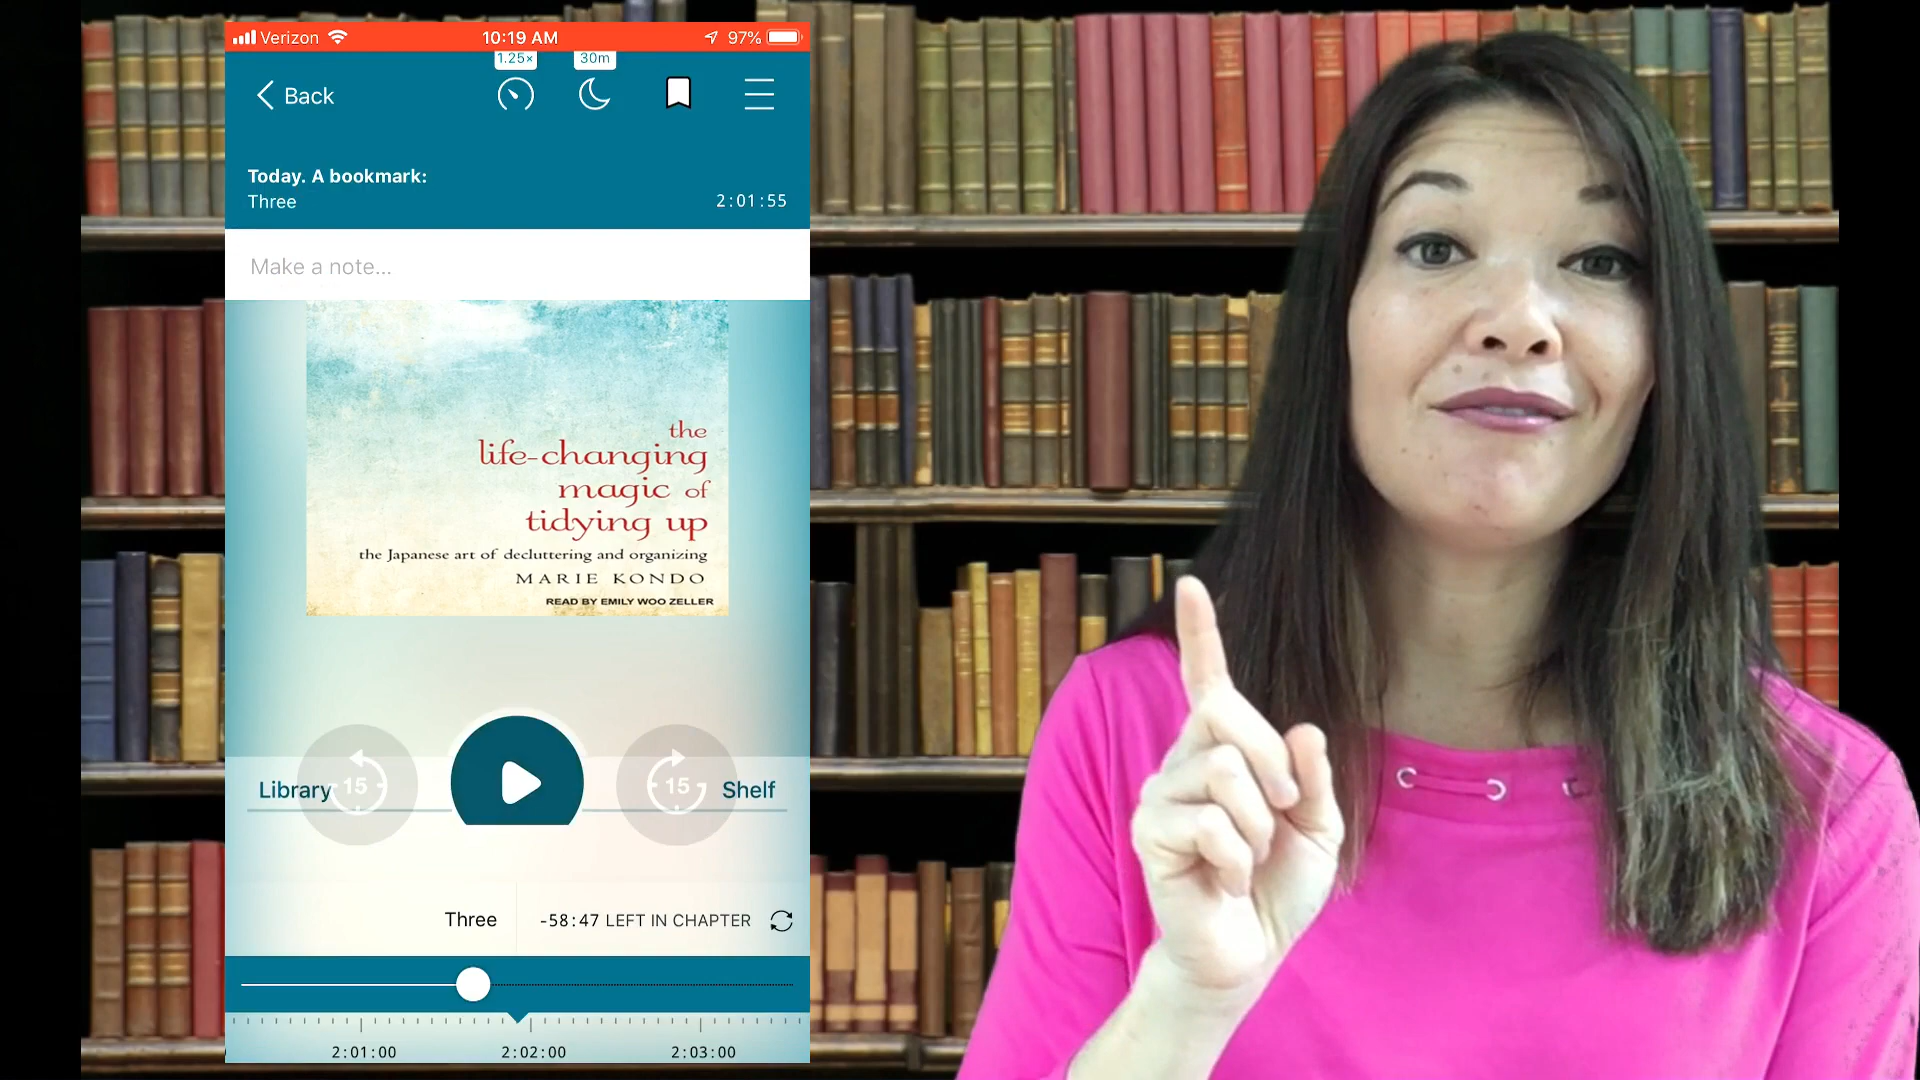 Verizon 10:19 AM 97%
1.25× 30m
Back
Today. A bookmark:
Three 2:01:55
Make a note...
the
life-changing
magic of
tidying up
the Japanese art of decluttering and organizing
MARIE KONDO
READ BY EMILY WOO ZELLER
Library 15 15 Shelf
Three -58:47 LEFT IN CHAPTER
2:01:00 2:02:00 2:03:00